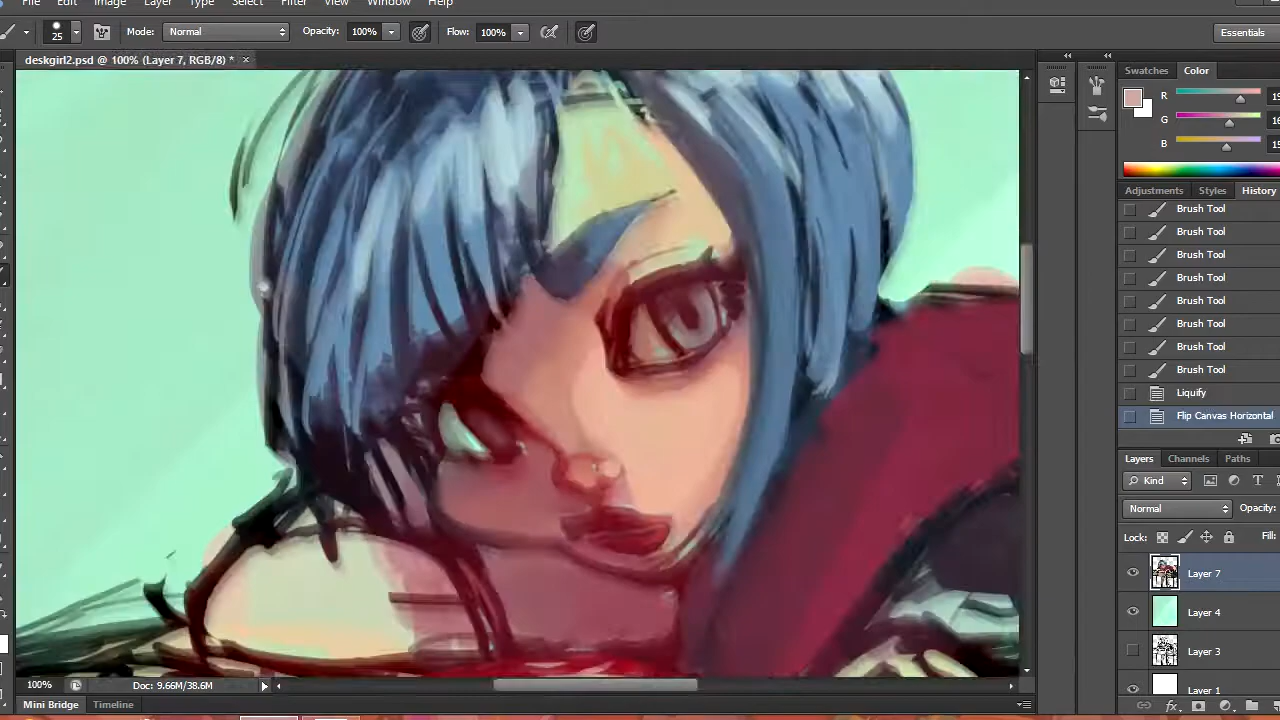 File Edit Image Layer Type Select Filter View Window Help
25 Mode: Normal Opacity: 100% Flow: 100% Essentials
deskgirl2.psd @ 100% (Layer 7, RGB/8) * ×
Swatches Color
R
G
B
Adjustments Styles History
Brush Tool
Brush Tool
Brush Tool
Brush Tool
Brush Tool
Brush Tool
Brush Tool
Brush Tool
Liquify
Flip Canvas Horizontal
Layers Channels Paths
Kind
Normal Opacity:
Lock: Fill:
Layer 7
Layer 4
Layer 3
Layer 1
100% Doc: 9.66M/38.6M
Mini Bridge Timeline